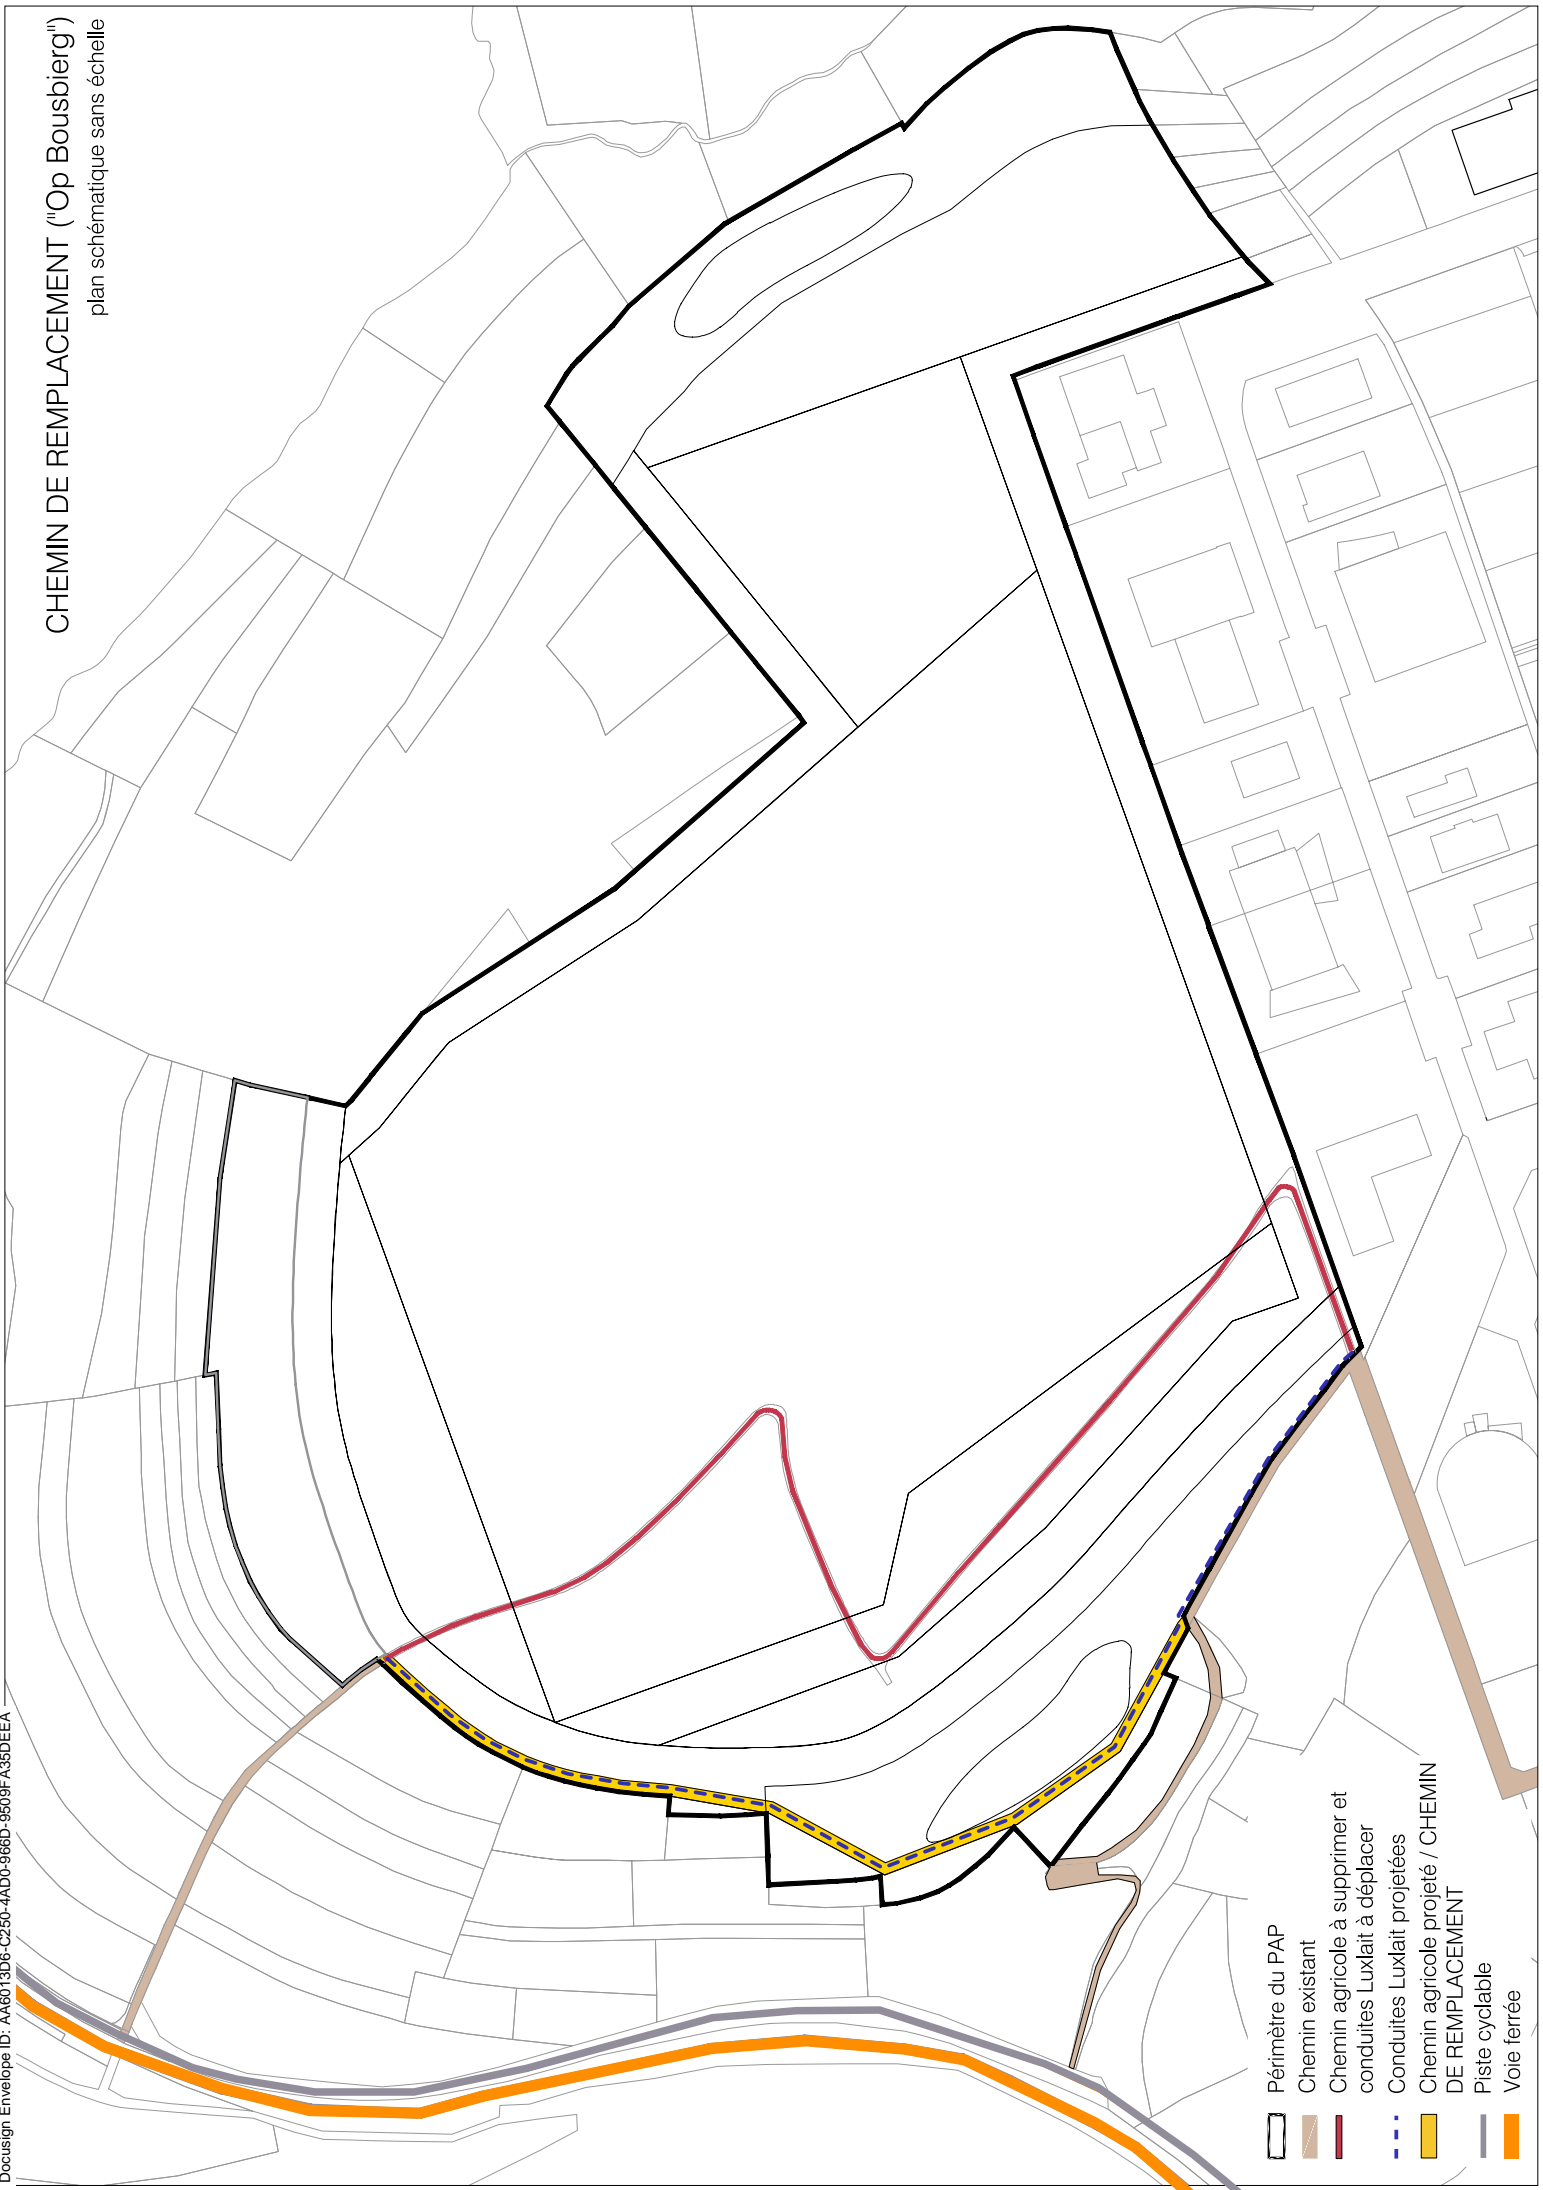 CHEMIN DE REMPLACEMENT ("Op Bousbierg")
plan schématique sans échelle
Docusign Envelope ID: AA6013D6-C250-4AD0-966D-9509FA35DEEA
Périmètre du PAP
Chemin existant
Chemin agricole à supprimer et
conduites Luxlait à déplacer
Conduites Luxlait projetées
Chemin agricole projeté / CHEMIN
DE REMPLACEMENT
Piste cyclable
Voie ferrée